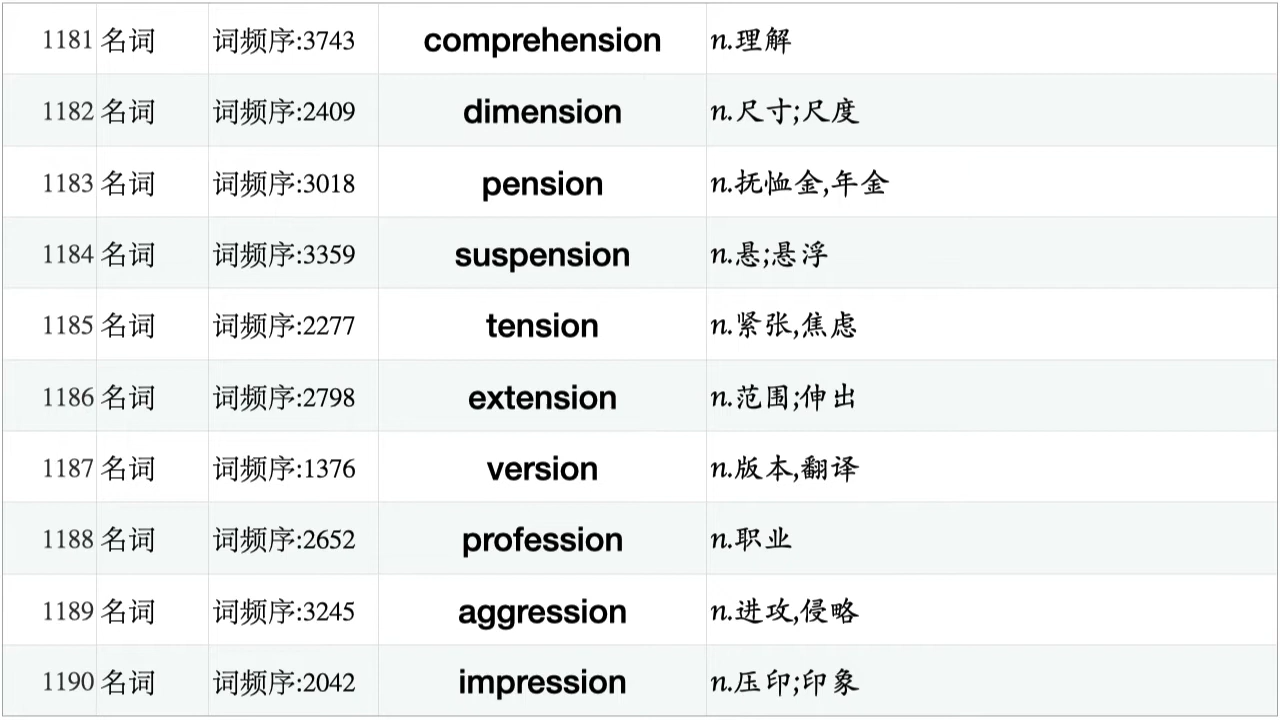 1181 名词 词频序:3743 comprehension n.理解
1182 名词 词频序:2409 dimension n.尺寸;尺度
1183 名词 词频序:3018 pension n.抚恤金,年金
1184 名词 词频序:3359 suspension n.悬;悬浮
1185 名词 词频序:2277 tension n.紧张,焦虑
1186 名词 词频序:2798 extension n.范围;伸出
1187 名词 词频序:1376 version n.版本,翻译
1188 名词 词频序:2652 profession n.职业
1189 名词 词频序:3245 aggression n.进攻,侵略
1190 名词 词频序:2042 impression n.压印;印象